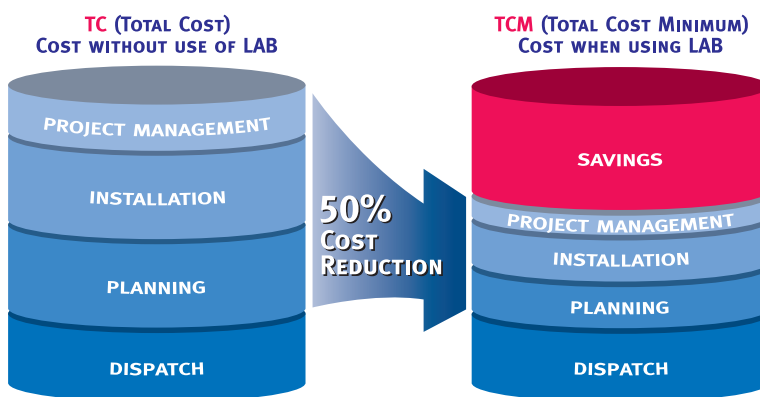 TC (Total Cost)
Cost without use of LAB
PROJECT MANAGEMENT
INSTALLATION
PLANNING
DISPATCH
50%
Cost
Reduction
TCM (Total Cost Minimum)
Cost when using LAB
SAVINGS
PROJECT MANAGEMENT
INSTALLATION
PLANNING
DISPATCH